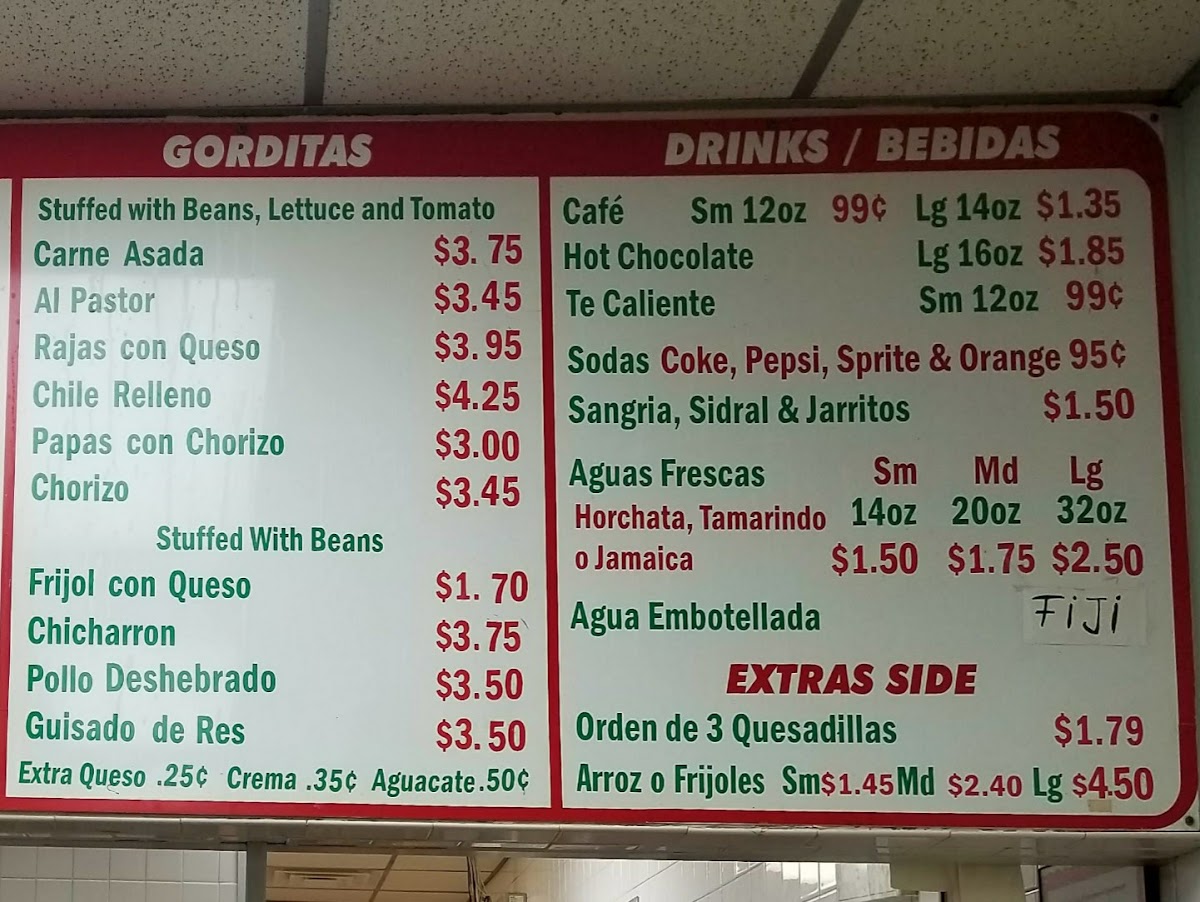 GORDITAS
Stuffed with Beans, Lettuce and Tomato
Carne Asada $3.75
Al Pastor $3.45
Rajas con Queso $3.95
Chile Relleno $4.25
Papas con Chorizo $3.00
Chorizo $3.45
Stuffed With Beans
Frijol con Queso $1.70
Chicharron $3.75
Pollo Deshebrado $3.50
Guisado de Res $3.50
Extra Queso .25¢ Crema .35¢ Aguacate .50¢
DRINKS / BEBIDAS
Café Sm 12oz 99¢ Lg 14oz $1.35
Hot Chocolate Lg 16oz $1.85
Te Caliente Sm 12oz 99¢
Sodas Coke, Pepsi, Sprite & Orange 95¢
Sangria, Sidral & Jarritos $1.50
Aguas Frescas Sm Md Lg
Horchata, Tamarindo 14oz 20oz 32oz
o Jamaica $1.50 $1.75 $2.50
Agua Embotellada FiJi
EXTRAS SIDE
Orden de 3 Quesadillas $1.79
Arroz o Frijoles Sm $1.45 Md $2.40 Lg $4.50